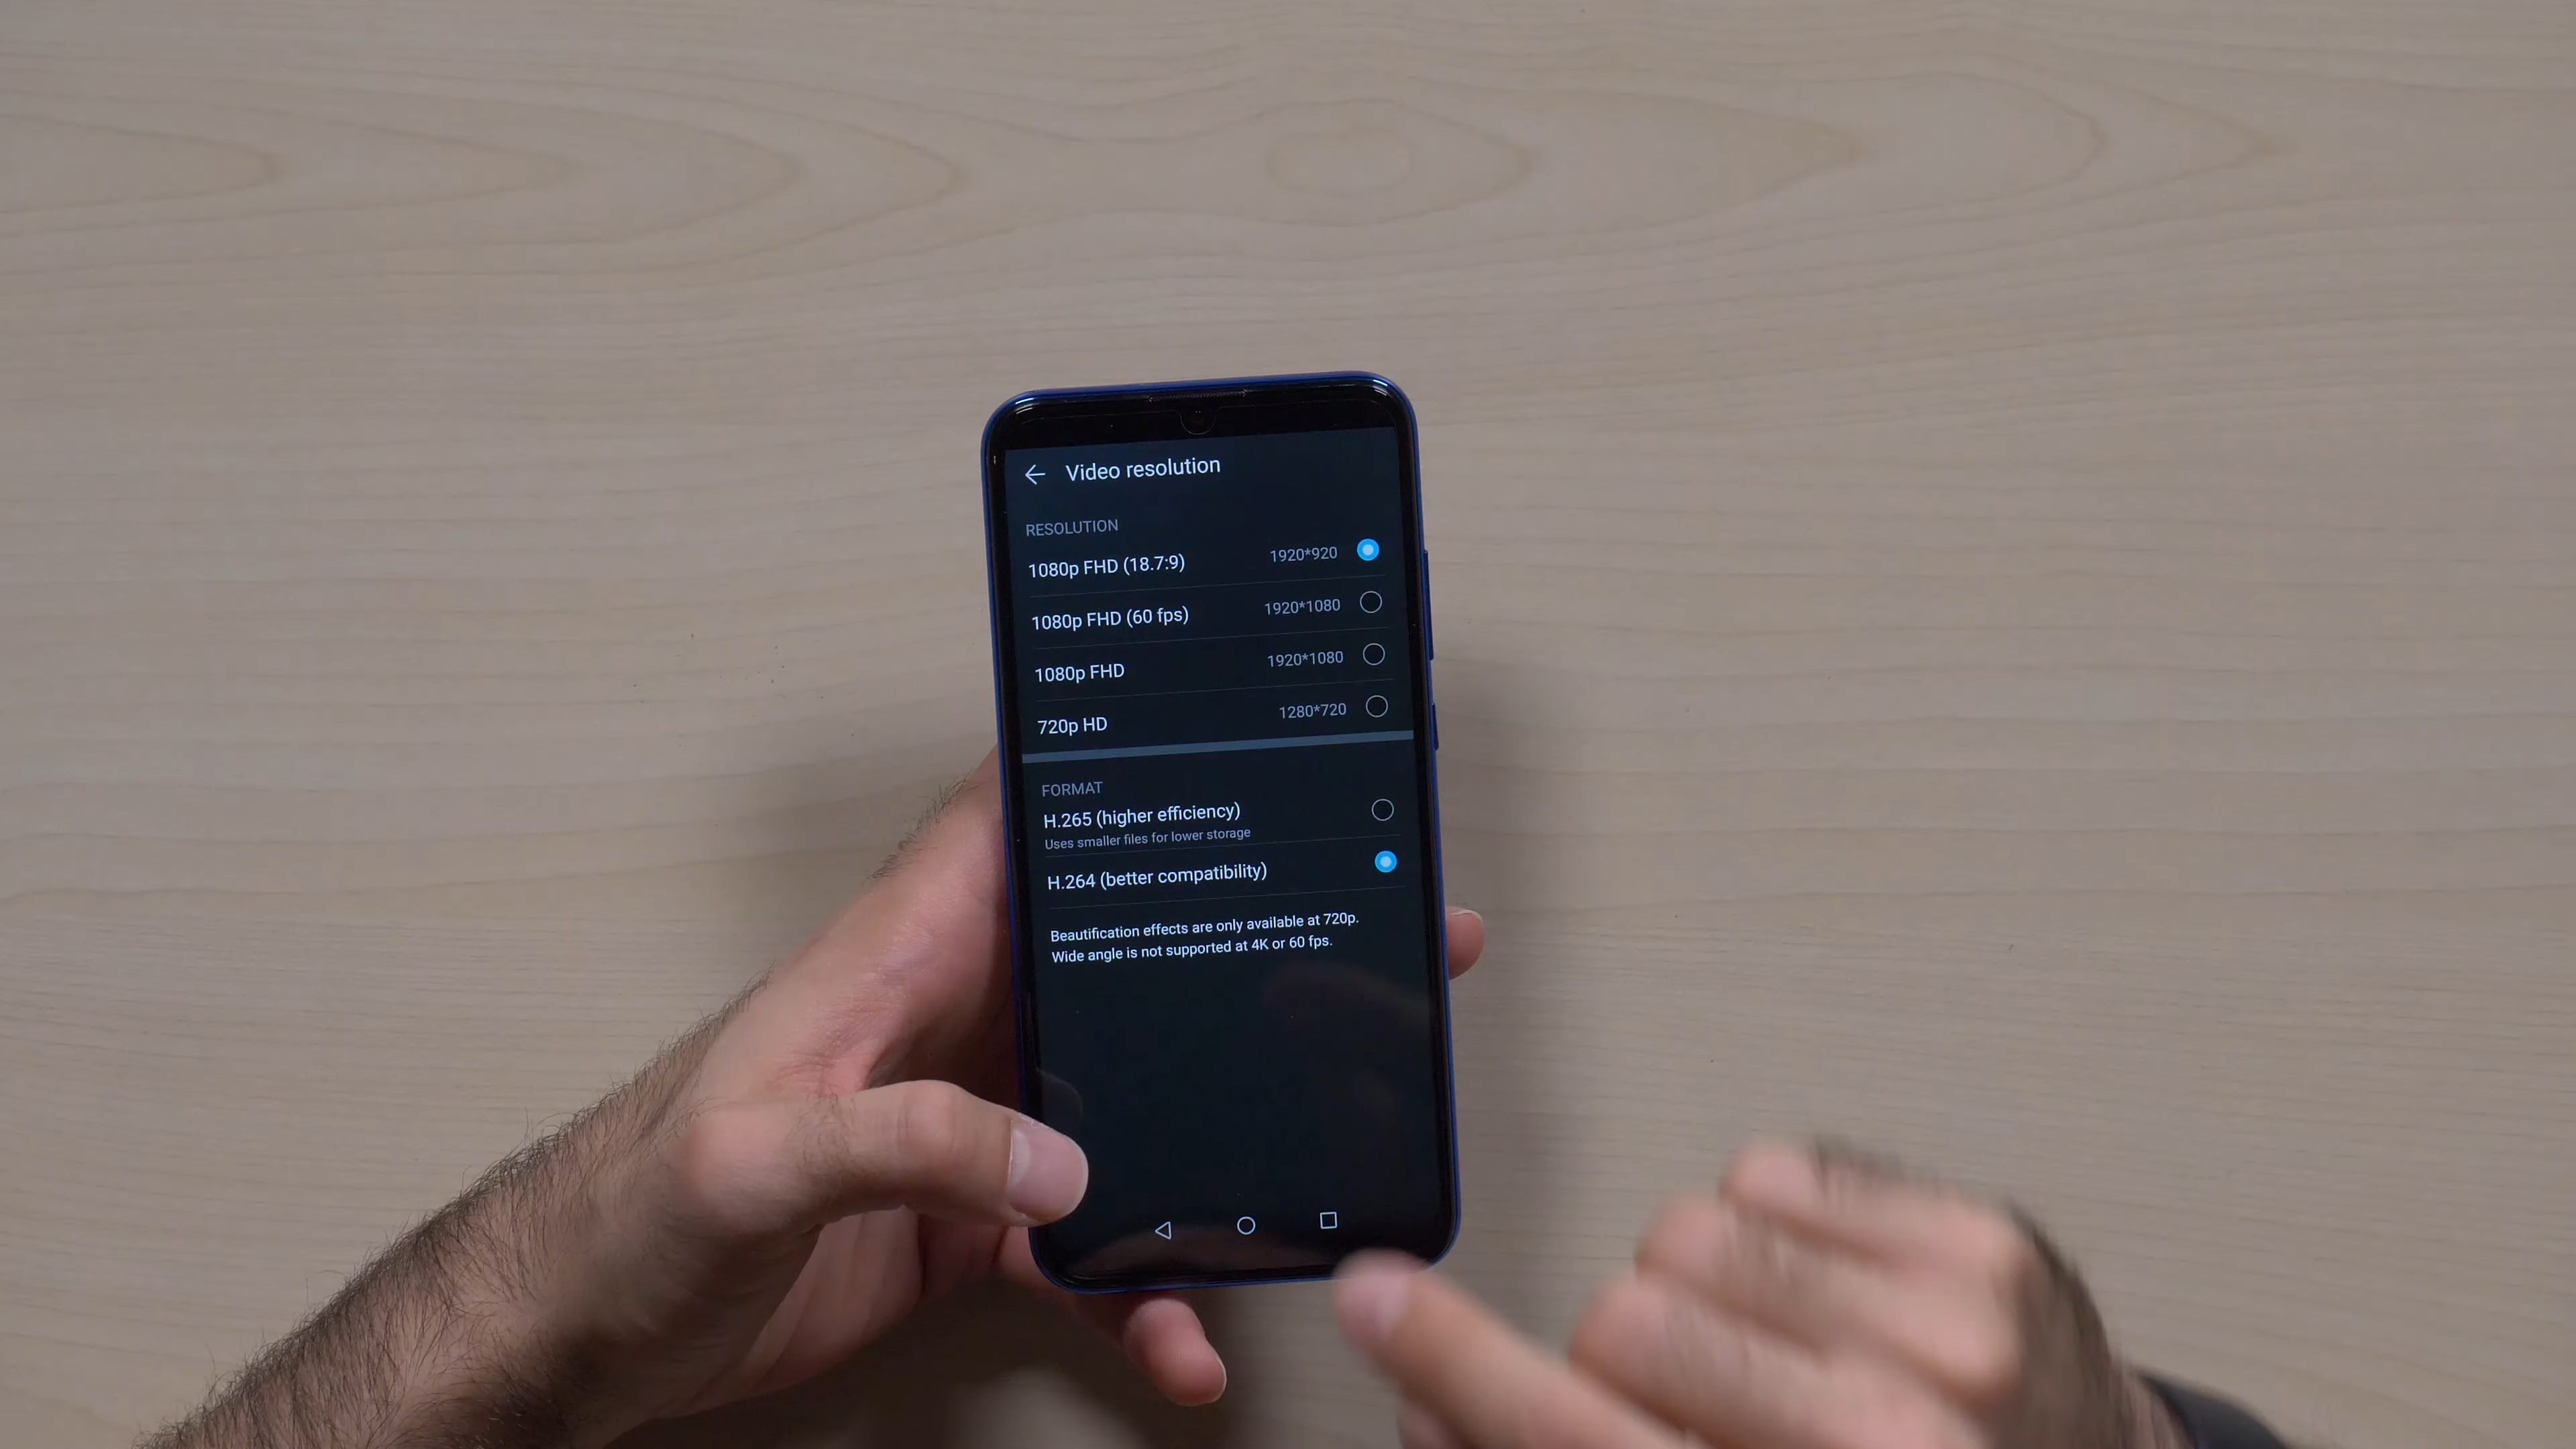 Video resolution
RESOLUTION
1080p FHD (18.7:9) 1920*920
1080p FHD (60 fps) 1920*1080
1080p FHD 1920*1080
720p HD 1280*720
FORMAT
H.265 (higher efficiency)
Uses smaller files for lower storage
H.264 (better compatibility)
Beautification effects are only available at 720p.
Wide angle is not supported at 4K or 60 fps.